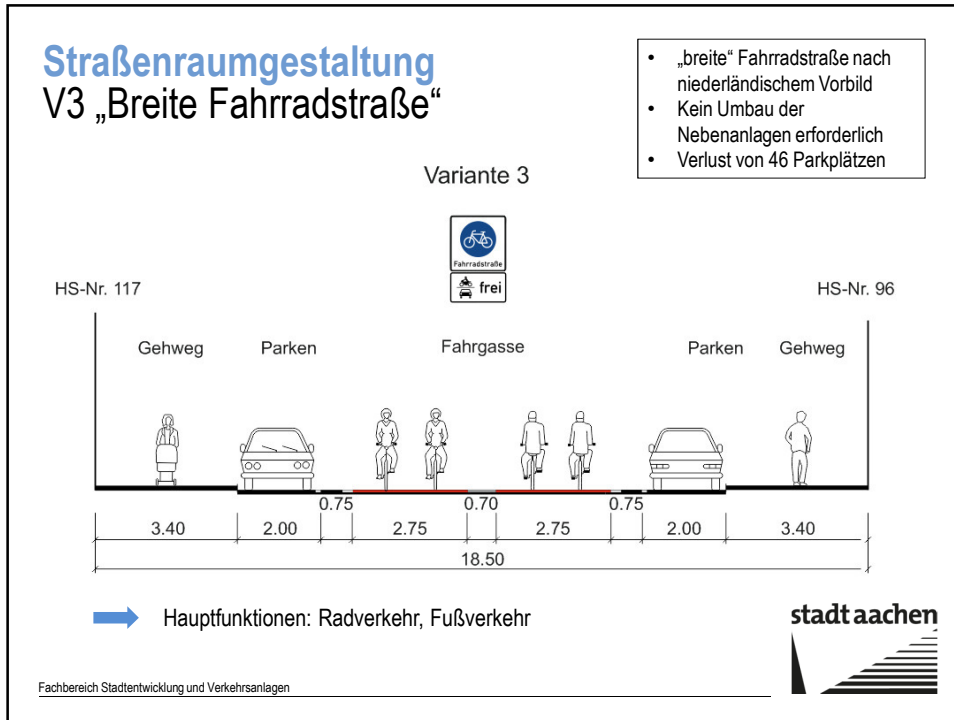 Straßenraumgestaltung
V3 „Breite Fahrradstraße“
• „breite“ Fahrradstraße nach
niederländischem Vorbild
• Kein Umbau der
Nebenanlagen erforderlich
• Verlust von 46 Parkplätzen
Variante 3
Fahrradstraße
frei
HS-Nr. 117
HS-Nr. 96
Gehweg
Parken
Fahrgasse
Parken
Gehweg
0.75
0.70
0.75
3.40
2.00
2.75
2.75
2.00
3.40
18.50
Hauptfunktionen: Radverkehr, Fußverkehr
stadt aachen
Fachbereich Stadtentwicklung und Verkehrsanlagen